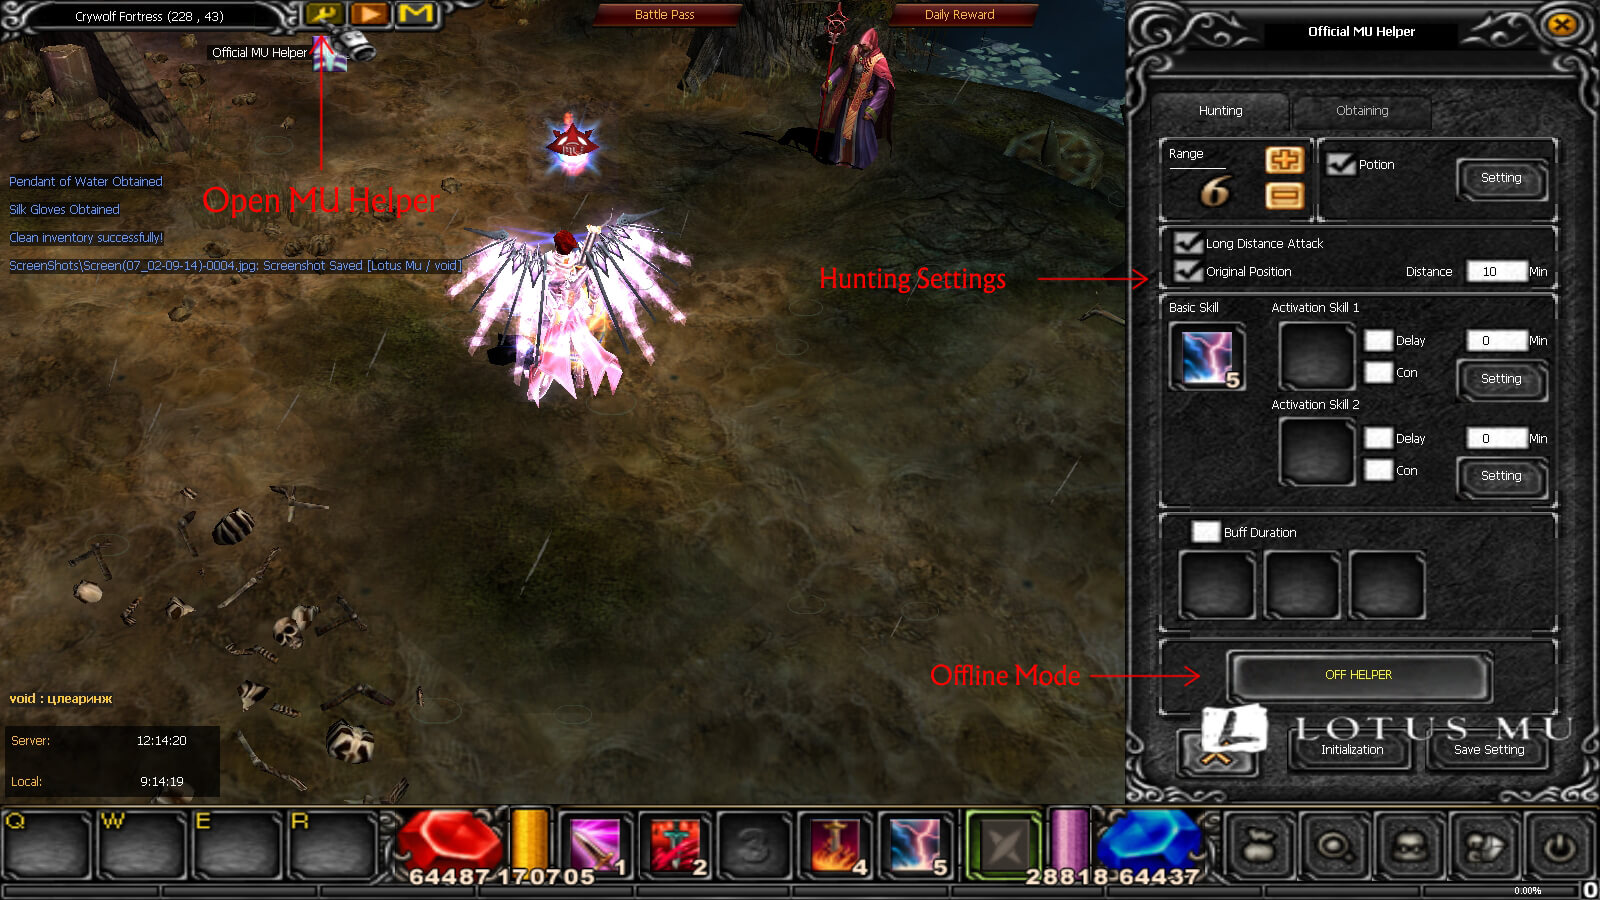 Crywolf Fortress (228 , 43)
Battle Pass
Daily Reward
Official MU Helper
Official MU Helper
Hunting
Obtaining
Range
6
Potion
Setting
Pendant of Water Obtained
Silk Gloves Obtained
Clean inventory successfully!
ScreenShots\Screen(07_02-09-14)-0004.jpg: Screenshot Saved [Lotus Mu / void]
Open MU Helper
Long Distance Attack
Original Position
Distance 10 Min
Hunting Settings
Basic Skill
5
Activation Skill 1
Delay 0 Min
Con
Setting
Activation Skill 2
Delay 0 Min
Con
Setting
Buff Duration
Offline Mode
OFF HELPER
LOTUS MU
Initialization
Save Setting
void : цлеаринж
Server: 12:14:20
Local: 9:14:19
Q W E R
1 2 3 4 5
64487 170705
28818 64437
0.00%
0